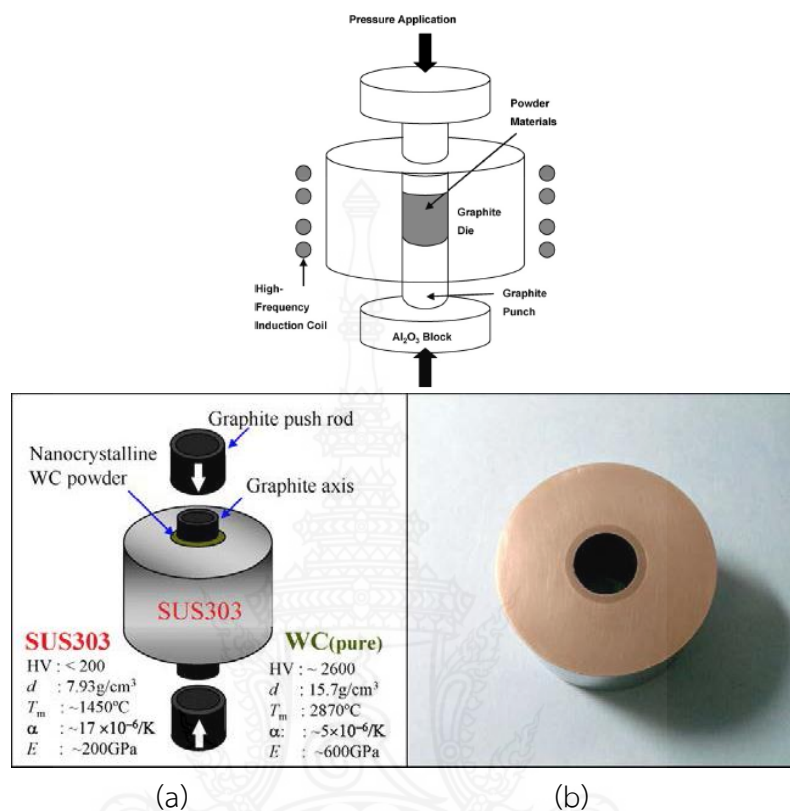 Pressure Application
Powder
Materials
Graphite
Die
High-
Frequency
Induction Coil
Graphite
Punch
Al₂O₃ Block
Graphite push rod
Nanocrystalline
WC powder
Graphite axis
SUS303
SUS303
HV : < 200
d : 7.93g/cm³
Tm : ~1450ºC
α : ~17 ×10⁻⁶/K
E : ~200GPa
WC(pure)
HV : ~ 2600
d : 15.7g/cm³
Tm : 2870ºC
α: : ~5×10⁻⁶/K
E : ~600GPa
(a)
(b)